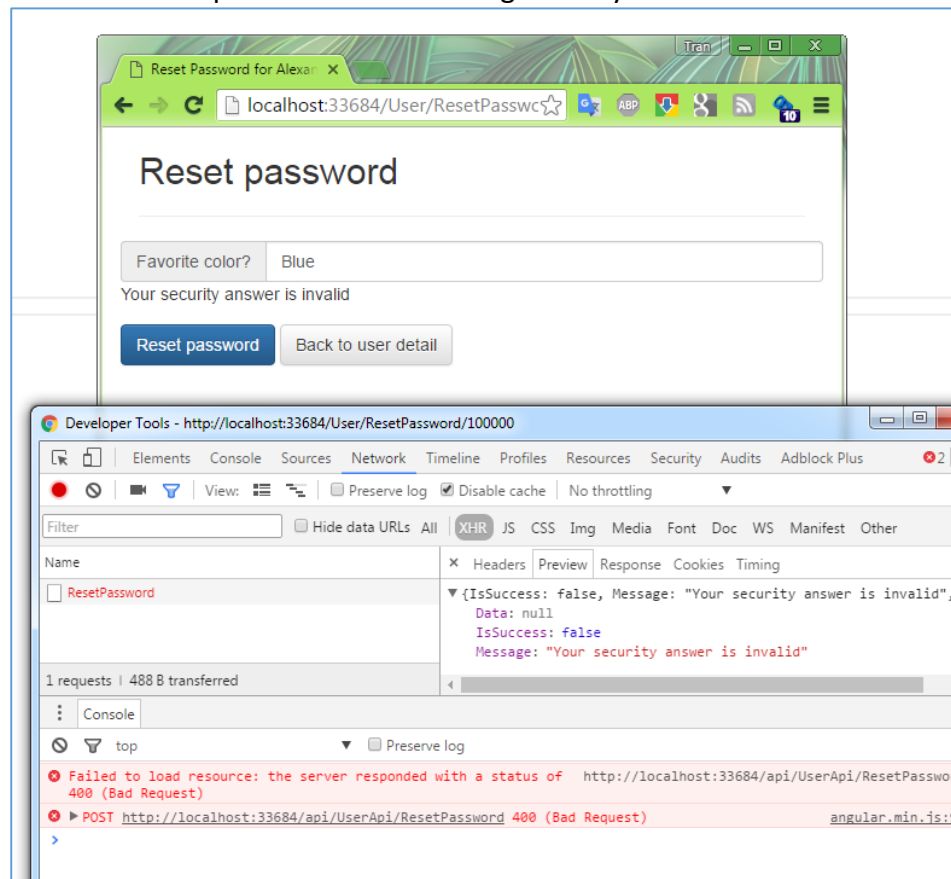 Tran
Reset Password for Alexan
localhost:33684/User/ResetPasswo
ABP
10
Reset password
Favorite color? Blue
Your security answer is invalid
Reset password Back to user detail
Developer Tools - http://localhost:33684/User/ResetPassword/100000
Elements Console Sources Network Timeline Profiles Resources Security Audits Adblock Plus 2
View: Preserve log Disable cache No throttling
Filter Hide data URLs All XHR JS CSS Img Media Font Doc WS Manifest Other
Name × Headers Preview Response Cookies Timing
ResetPassword
{IsSuccess: false, Message: "Your security answer is invalid",
Data: null
IsSuccess: false
Message: "Your security answer is invalid"
1 requests | 488 B transferred
Console
top Preserve log
Failed to load resource: the server responded with a status of http://localhost:33684/api/UserApi/ResetPasswo
400 (Bad Request)
POST http://localhost:33684/api/UserApi/ResetPassword 400 (Bad Request) angular.min.js: